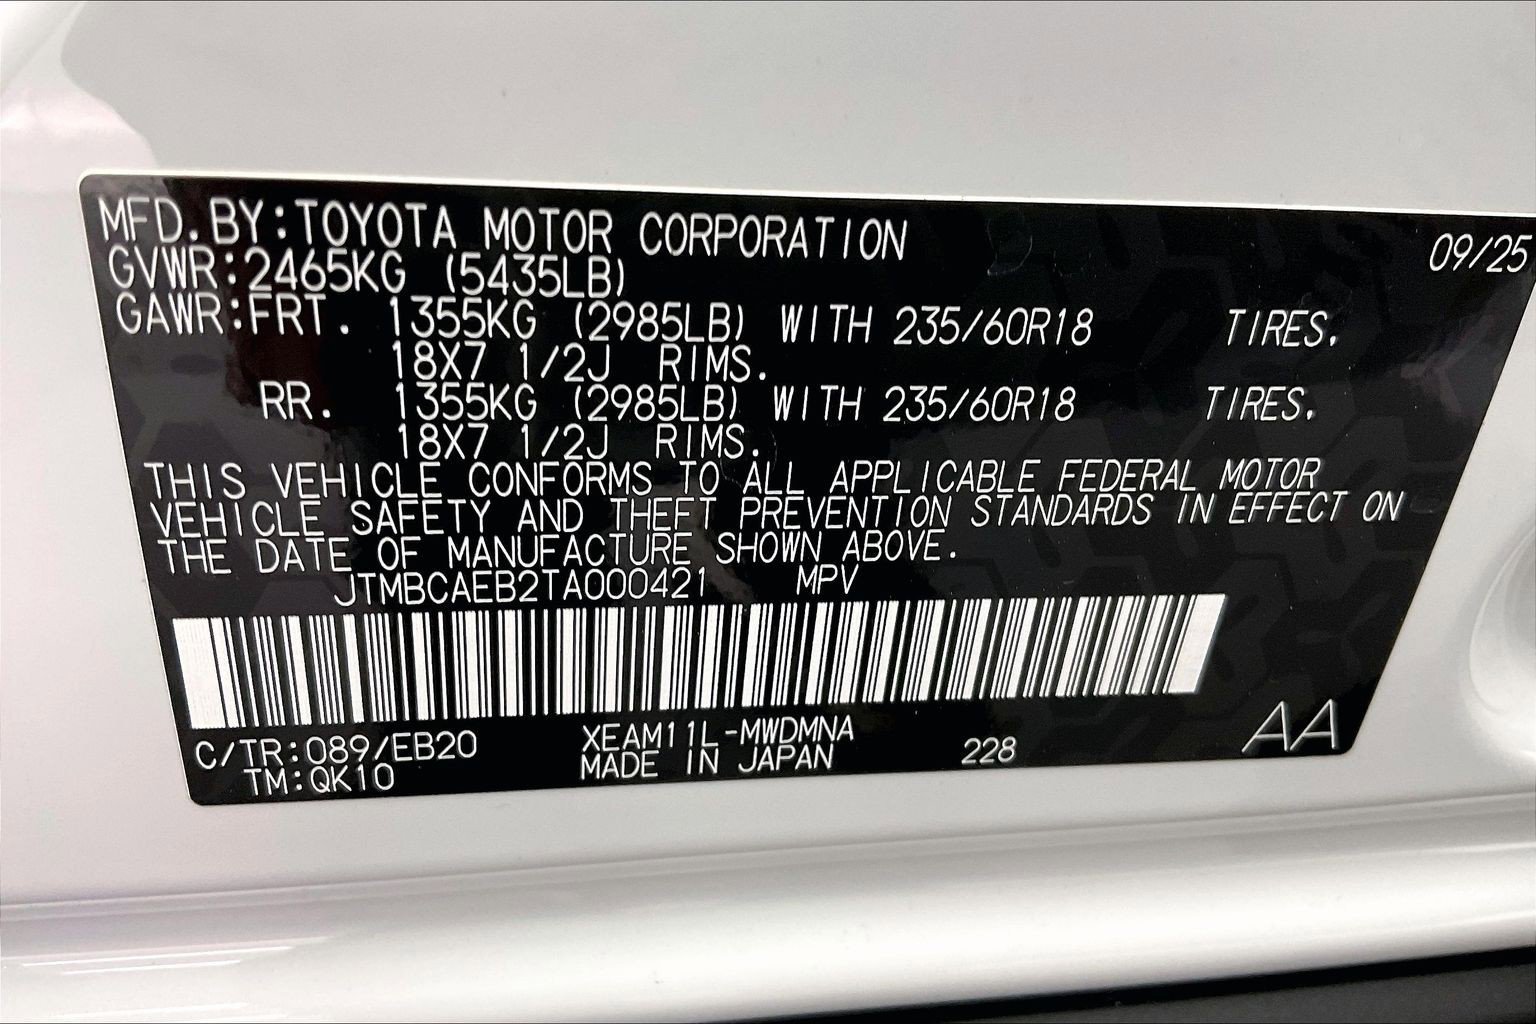 MFD.BY:TOYOTA MOTOR CORPORATION 09/25
GVWR:2465KG (5435LB)
GAWR:FRT. 1355KG (2985LB) WITH 235/60R18 TIRES.
18X7 1/2J RIMS.
RR. 1355KG (2985LB) WITH 235/60R18 TIRES.
18X7 1/2J RIMS.
THIS VEHICLE CONFORMS TO ALL APPLICABLE FEDERAL MOTOR
VEHICLE SAFETY AND THEFT PREVENTION STANDARDS IN EFFECT ON
THE DATE OF MANUFACTURE SHOWN ABOVE.
JTMBCAEB2TA000421 MPV
C/TR:089/EB20 XEAM11L-MWDMNA
TM:QK10 MADE IN JAPAN 228 AA